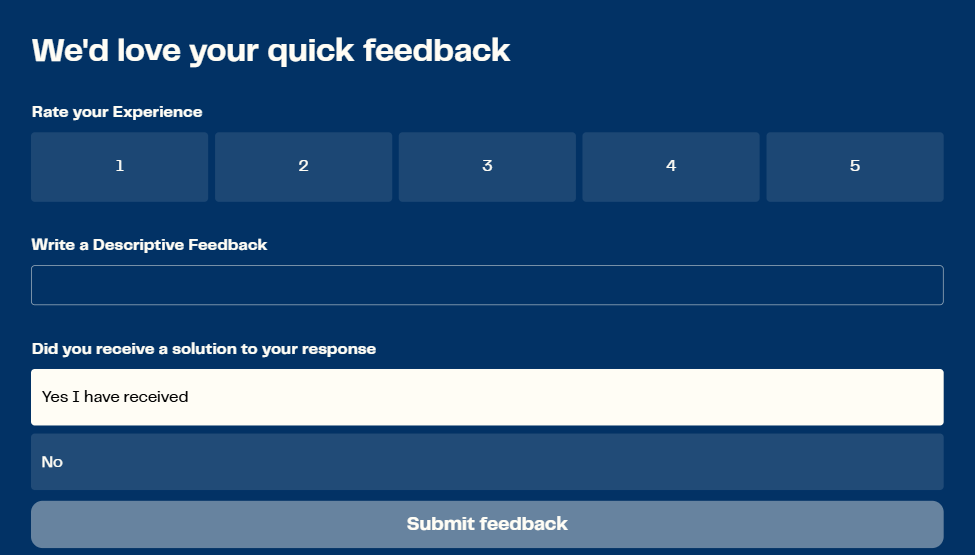 We'd love your quick feedback
Rate your Experience
1 2 3 4 5
Write a Descriptive Feedback
Did you receive a solution to your response
Yes I have received
No
Submit feedback